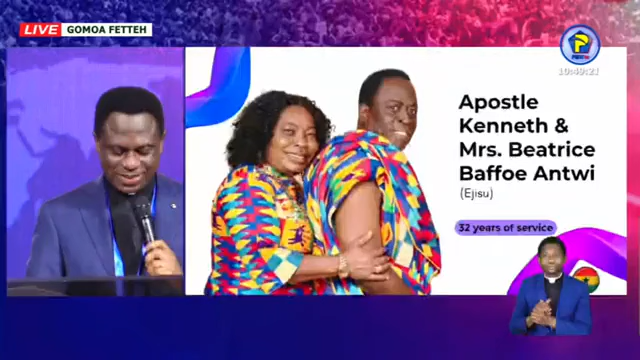 LIVE GOMOA FETTEH
10:49:21
Apostle
Kenneth &
Mrs. Beatrice
Baffoe Antwi
(Ejisu)
32 years of service